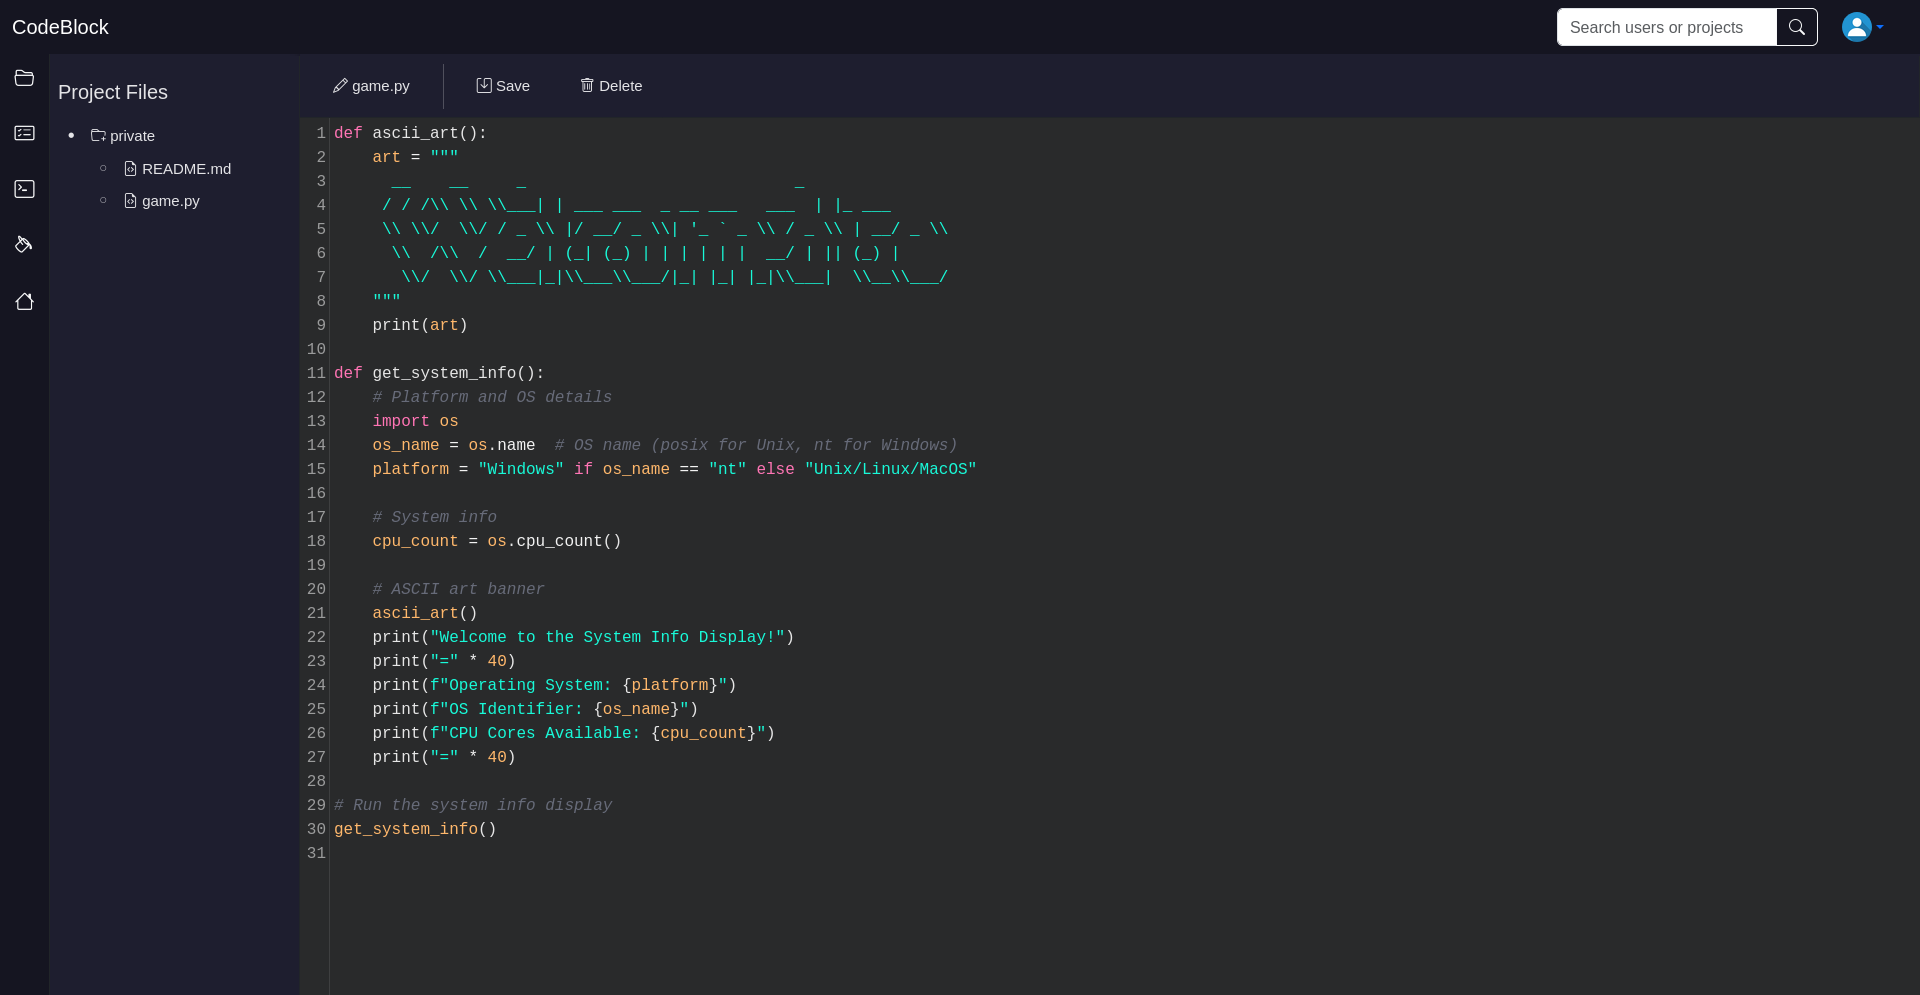 CodeBlock
Search users or projects
Project Files
private
README.md
game.py
game.py
Save
Delete
1 def ascii_art():
2     art = """
3       __    __     _                            _
4      / / /\\ \\ \\___| | ___ ___  _ __ ___   ___  | |_ ___
5      \\ \\/  \\/ / _ \\ |/ __/ _ \\| '_ ` _ \\ / _ \\ | __/ _ \\
6       \\  /\\  /  __/ | (_| (_) | | | | | |  __/ | || (_) |
7        \\/  \\/ \\___|_|\\___\\___/|_| |_| |_|\\___|  \\__\\___/
8     """
9     print(art)
10
11 def get_system_info():
12     # Platform and OS details
13     import os
14     os_name = os.name  # OS name (posix for Unix, nt for Windows)
15     platform = "Windows" if os_name == "nt" else "Unix/Linux/MacOS"
16
17     # System info
18     cpu_count = os.cpu_count()
19
20     # ASCII art banner
21     ascii_art()
22     print("Welcome to the System Info Display!")
23     print("=" * 40)
24     print(f"Operating System: {platform}")
25     print(f"OS Identifier: {os_name}")
26     print(f"CPU Cores Available: {cpu_count}")
27     print("=" * 40)
28
29 # Run the system info display
30 get_system_info()
31